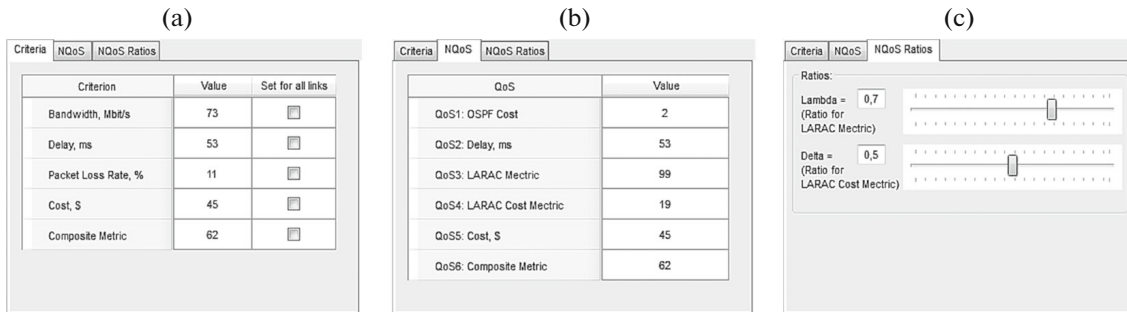 (a)
Criteria NQoS NQoS Ratios
Criterion Value Set for all links
Bandwidth, Mbit/s 73
Delay, ms 53
Packet Loss Rate, % 11
Cost, $ 45
Composite Metric 62
(b)
Criteria NQoS NQoS Ratios
QoS Value
QoS1: OSPF Cost 2
QoS2: Delay, ms 53
QoS3: LARAC Mectric 99
QoS4: LARAC Cost Mectric 19
QoS5: Cost, $ 45
QoS6: Composite Metric 62
(c)
Criteria NQoS NQoS Ratios
Ratios:
Lambda = 0,7
(Ratio for
LARAC Mectric)
Delta = 0,5
(Ratio for
LARAC Cost Mectric)